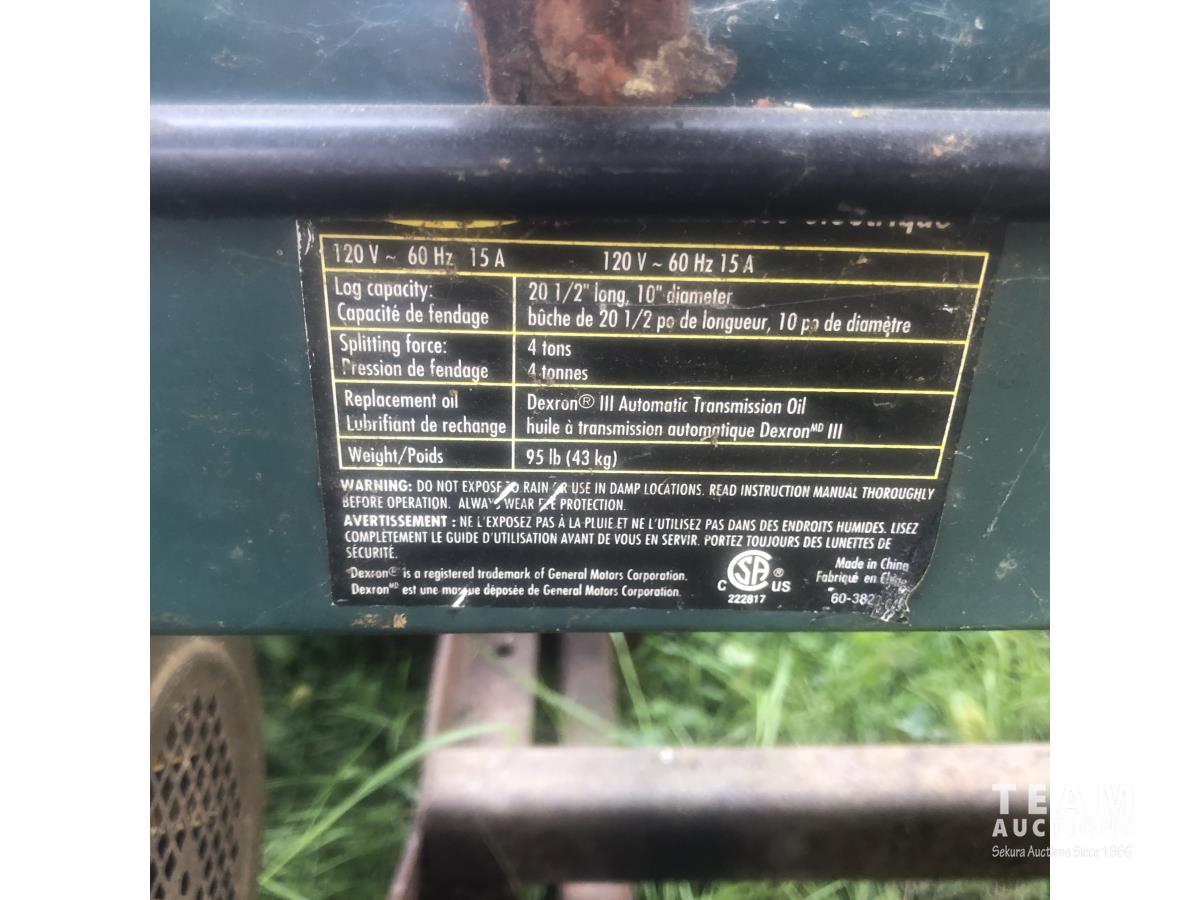 électrique
120 V ~ 60 Hz 15 A 120 V ~ 60 Hz 15 A
Log capacity: 20 1/2" long, 10" diameter
Capacité de fendage bûche de 20 1/2 po de longueur, 10 po de diamètre
Splitting force: 4 tons
Pression de fendage 4 tonnes
Replacement oil Dexron® III Automatic Transmission Oil
Lubrifiant de rechange huile à transmission automatique Dexron MD III
Weight/Poids 95 lb (43 kg)
WARNING: DO NOT EXPOSE TO RAIN OR USE IN DAMP LOCATIONS. READ INSTRUCTION MANUAL THOROUGHLY
BEFORE OPERATION. ALWAYS WEAR EYE PROTECTION.
AVERTISSEMENT : NE L'EXPOSEZ PAS À LA PLUIE ET NE L'UTILISEZ PAS DANS DES ENDROITS HUMIDES. LISEZ
COMPLÈTEMENT LE GUIDE D'UTILISATION AVANT DE VOUS EN SERVIR. PORTEZ TOUJOURS DES LUNETTES DE
SÉCURITÉ.
Dexron® is a registered trademark of General Motors Corporation.
Dexron MD est une marque déposée de General Motors Corporation.
C SA ® US
222817
Made in China
Fabriqué en Chine
60-382
TEAM
AUCTIONS
Sekura Auctions Since 1966